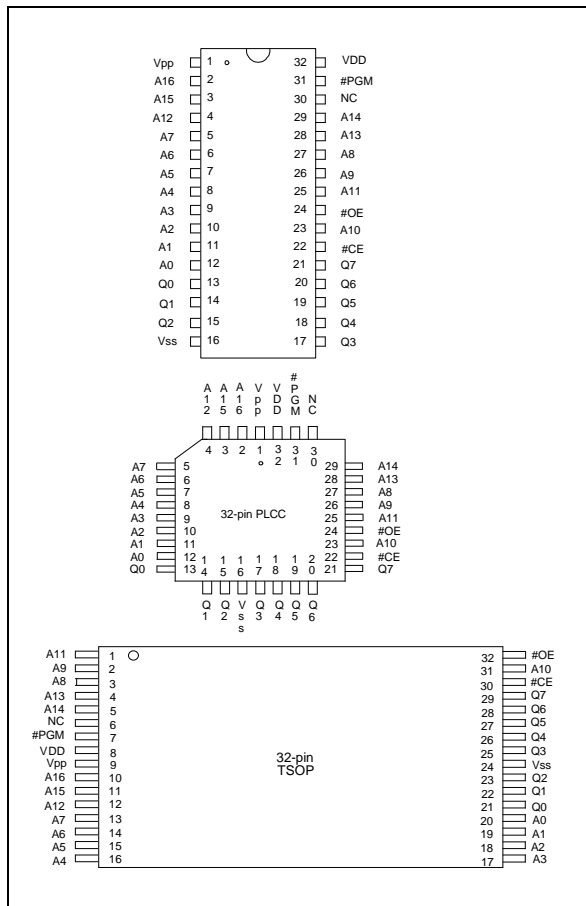 Vpp 1 32 VDD
A16 2 31 #PGM
A15 3 30 NC
A12 4 29 A14
A7 5 28 A13
A6 6 27 A8
A5 7 26 A9
A4 8 25 A11
A3 9 24 #OE
A2 10 23 A10
A1 11 22 #CE
A0 12 21 Q7
Q0 13 20 Q6
Q1 14 19 Q5
Q2 15 18 Q4
Vss 16 17 Q3
A12 A15 A16 Vpp VDD #PGM NC
4 3 2 1 32 31 30
A7 5 29 A14
A6 6 28 A13
A5 7 27 A8
A4 8 26 A9
A3 9 32-pin PLCC 25 A11
A2 10 24 #OE
A1 11 23 A10
A0 12 22 #CE
Q0 13 21 Q7
14 15 16 17 18 19 20
Q1 Q2 Vss Q3 Q4 Q5 Q6
A11 1 32 #OE
A9 2 31 A10
A8 3 30 #CE
A13 4 29 Q7
A14 5 28 Q6
NC 6 27 Q5
#PGM 7 26 Q4
VDD 8 32-pin 25 Q3
Vpp 9 TSOP 24 Vss
A16 10 23 Q2
A15 11 22 Q1
A12 12 21 Q0
A7 13 20 A0
A6 14 19 A1
A5 15 18 A2
A4 16 17 A3